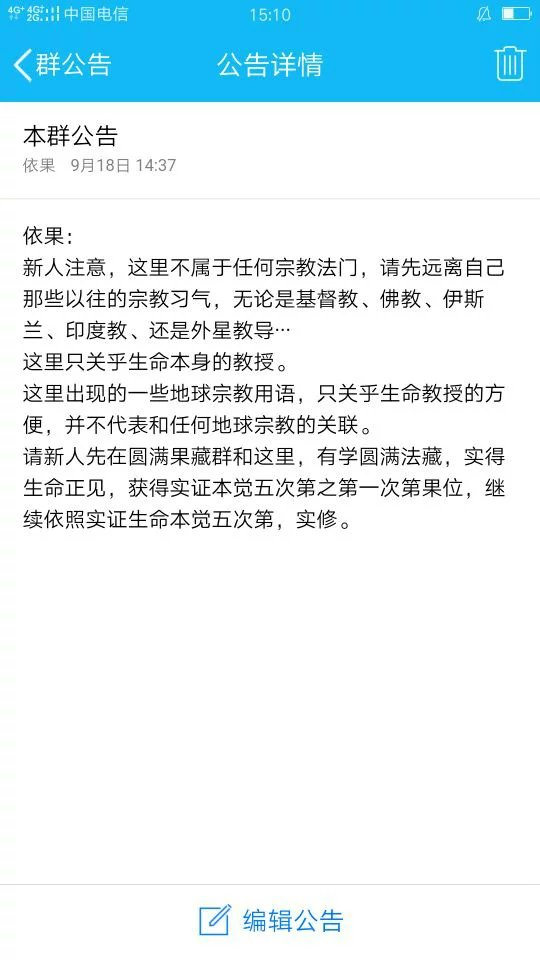 4G+ 4G+ 2G 中国电信 15:10
群公告 公告详情
本群公告
依果 9月18日 14:37
依果：
新人注意，这里不属于任何宗教法门，请先远离自己
那些以往的宗教习气，无论是基督教、佛教、伊斯
兰、印度教、还是外星教导…
这里只关乎生命本身的教授。
这里出现的一些地球宗教用语，只关乎生命教授的方
便，并不代表和任何地球宗教的关联。
请新人先在圆满果藏群和这里，有学圆满法藏，实得
生命正见，获得实证本觉五次第之第一次第果位，继
续依照实证生命本觉五次第，实修。
编辑公告